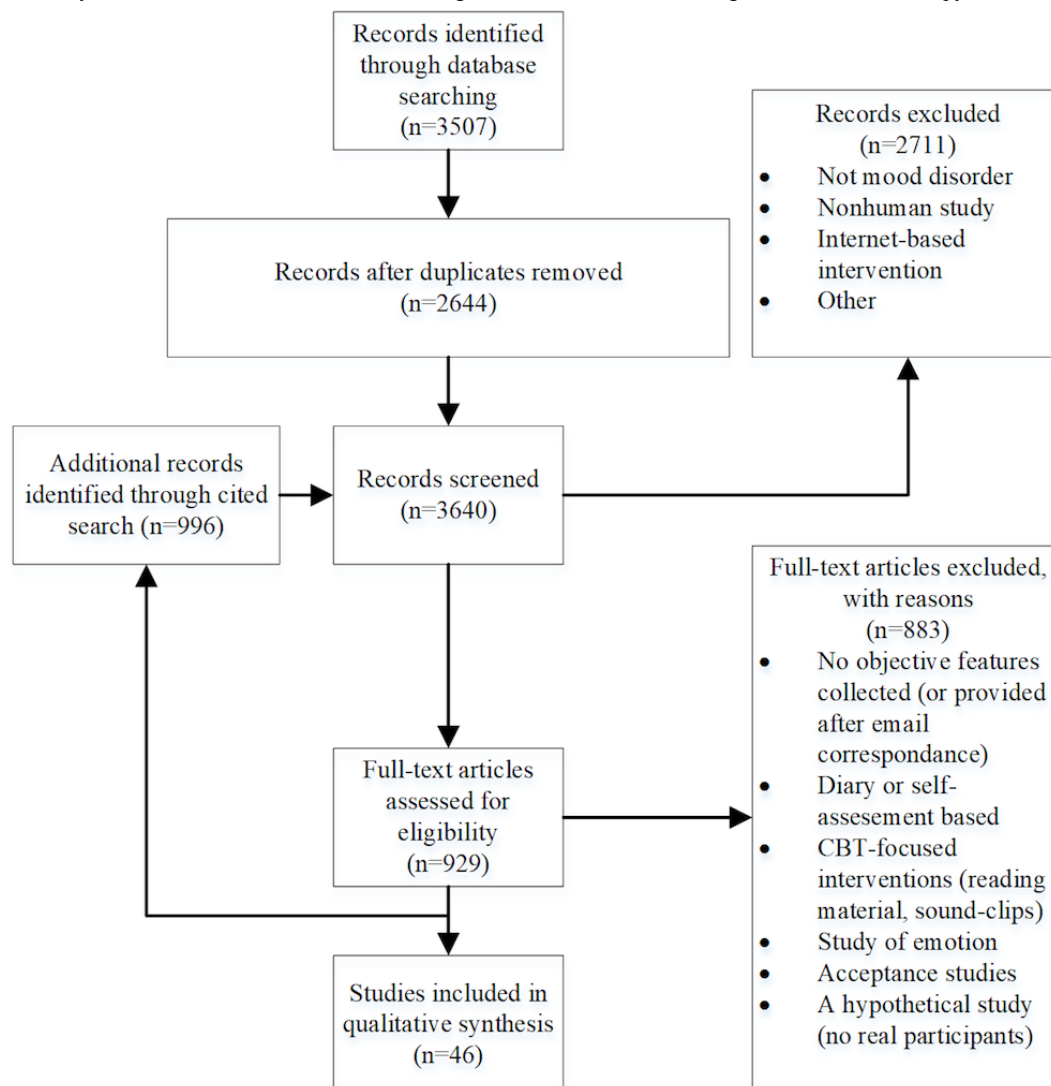 Records identified
through database
searching
(n=3507)
Records excluded
(n=2711)
• Not mood disorder
• Nonhuman study
• Internet-based
intervention
• Other
Records after duplicates removed
(n=2644)
Additional records
identified through cited
search (n=996)
Records screened
(n=3640)
Full-text articles excluded,
with reasons
(n=883)
• No objective features
collected (or provided
after email
correspondance)
• Diary or self-
assesement based
• CBT-focused
interventions (reading
material, sound-clips)
• Study of emotion
• Acceptance studies
• A hypothetical study
(no real participants)
Full-text articles
assessed for
eligibility
(n=929)
Studies included in
qualitative synthesis
(n=46)